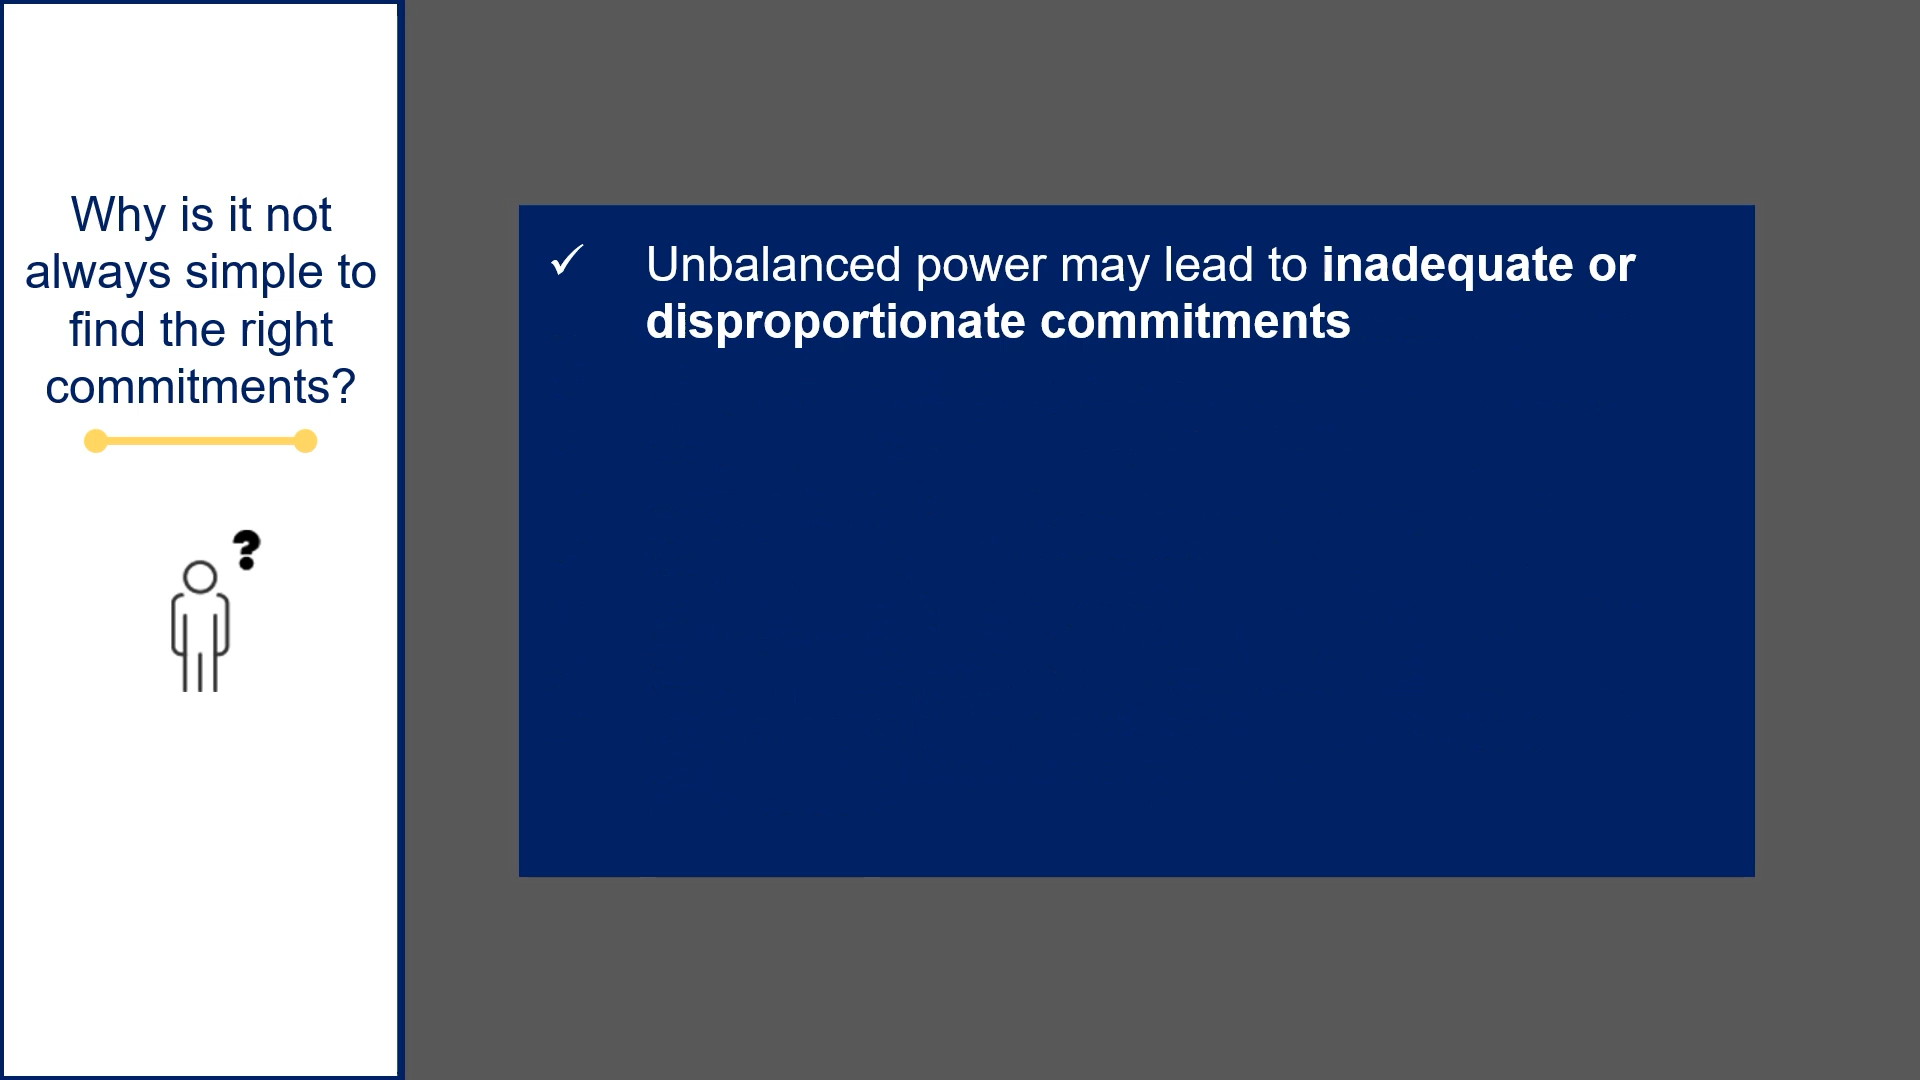 Why is it not
always simple to
find the right
commitments?
?
✓ Unbalanced power may lead to inadequate or
disproportionate commitments